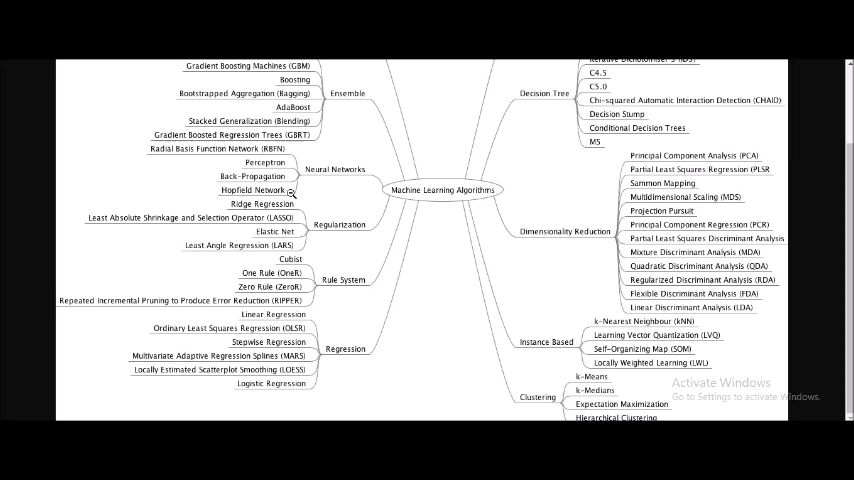 Gradient Boosting Machines (GBM)
Boosting
Bootstrapped Aggregation (Bagging)
AdaBoost
Stacked Generalization (Blending)
Gradient Boosted Regression Trees (GBRT)
Ensemble
Radial Basis Function Network (RBFN)
Perceptron
Back-Propagation
Hopfield Network
Neural Networks
Ridge Regression
Least Absolute Shrinkage and Selection Operator (LASSO)
Elastic Net
Least Angle Regression (LARS)
Regularization
Cubist
One Rule (OneR)
Zero Rule (ZeroR)
Repeated Incremental Pruning to Produce Error Reduction (RIPPER)
Rule System
Linear Regression
Ordinary Least Squares Regression (OLSR)
Stepwise Regression
Multivariate Adaptive Regression Splines (MARS)
Locally Estimated Scatterplot Smoothing (LOESS)
Logistic Regression
Regression
Machine Learning Algorithms
Decision Tree
Iterative Dichotomiser 3 (ID3)
C4.5
C5.0
Chi-squared Automatic Interaction Detection (CHAID)
Decision Stump
Conditional Decision Trees
M5
Dimensionality Reduction
Principal Component Analysis (PCA)
Partial Least Squares Regression (PLSR
Sammon Mapping
Multidimensional Scaling (MDS)
Projection Pursuit
Principal Component Regression (PCR)
Partial Least Squares Discriminant Analysis
Mixture Discriminant Analysis (MDA)
Quadratic Discriminant Analysis (QDA)
Regularized Discriminant Analysis (RDA)
Flexible Discriminant Analysis (FDA)
Linear Discriminant Analysis (LDA)
Instance Based
k-Nearest Neighbour (kNN)
Learning Vector Quantization (LVQ)
Self-Organizing Map (SOM)
Locally Weighted Learning (LWL)
Clustering
k-Means
k-Medians
Expectation Maximization
Hierarchical Clustering
Activate Windows
Go to Settings to activate Windows.